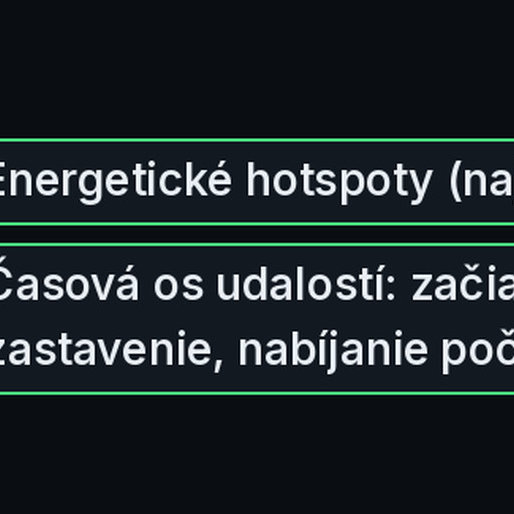 Energetické hotspoty (na
Časová os udalostí: začia
zastavenie, nabíjanie poč